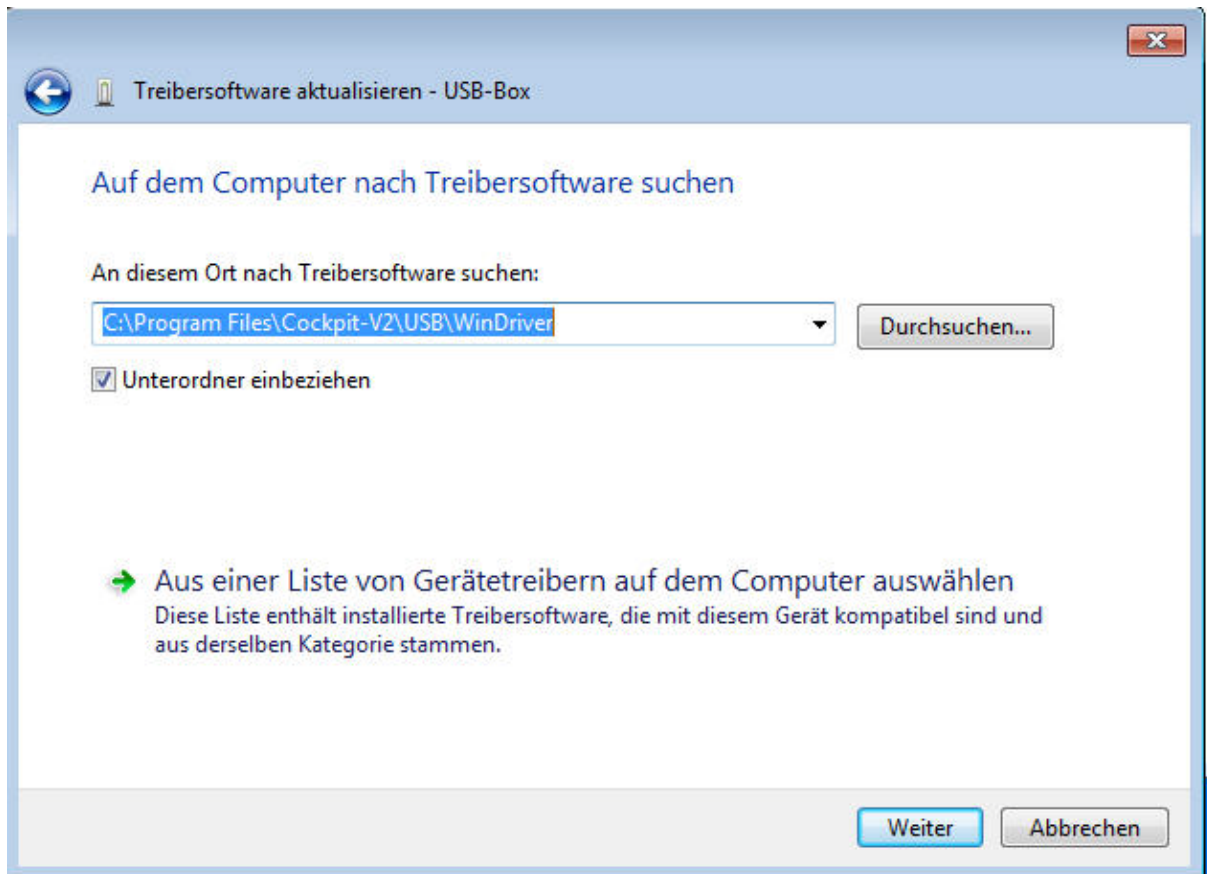 Treibersoftware aktualisieren - USB-Box
Auf dem Computer nach Treibersoftware suchen
An diesem Ort nach Treibersoftware suchen:
C:\Program Files\Cockpit-V2\USB\WinDriver
Durchsuchen...
Unterordner einbeziehen
Aus einer Liste von Gerätetreibern auf dem Computer auswählen
Diese Liste enthält installierte Treibersoftware, die mit diesem Gerät kompatibel sind und
aus derselben Kategorie stammen.
Weiter
Abbrechen